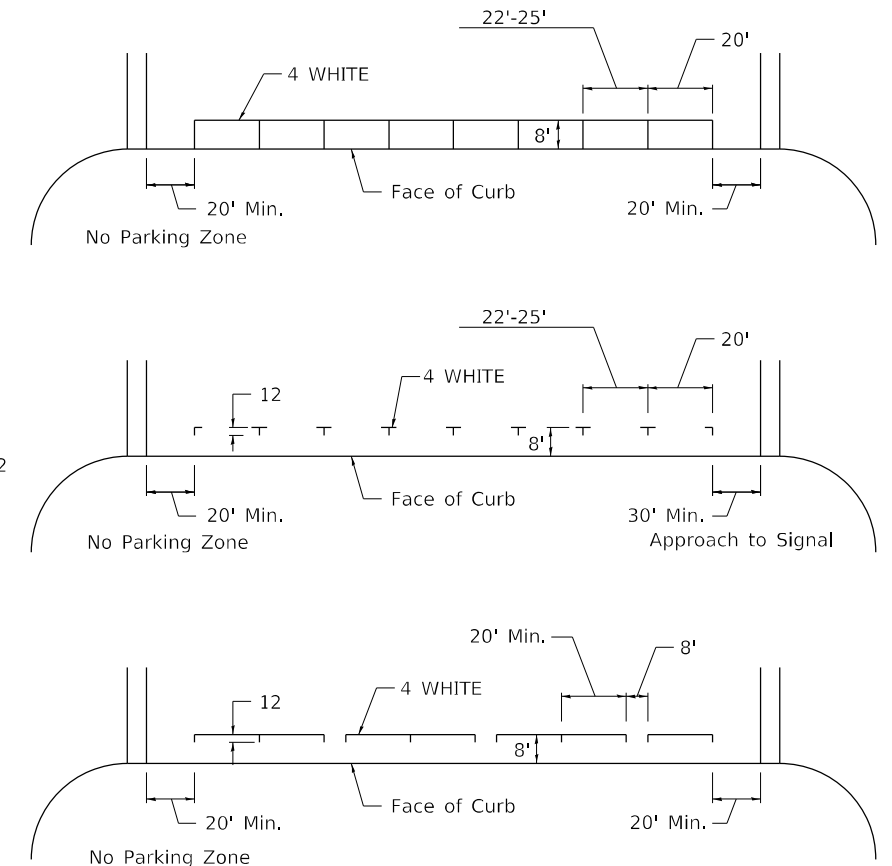 22'-25'
20'
4 WHITE
8'
Face of Curb
20' Min.
20' Min.
No Parking Zone
22'-25'
20'
4 WHITE
12
8'
2
Face of Curb
20' Min.
30' Min.
No Parking Zone
Approach to Signal
20' Min.
8'
4 WHITE
12
8'
Face of Curb
20' Min.
20' Min.
No Parking Zone